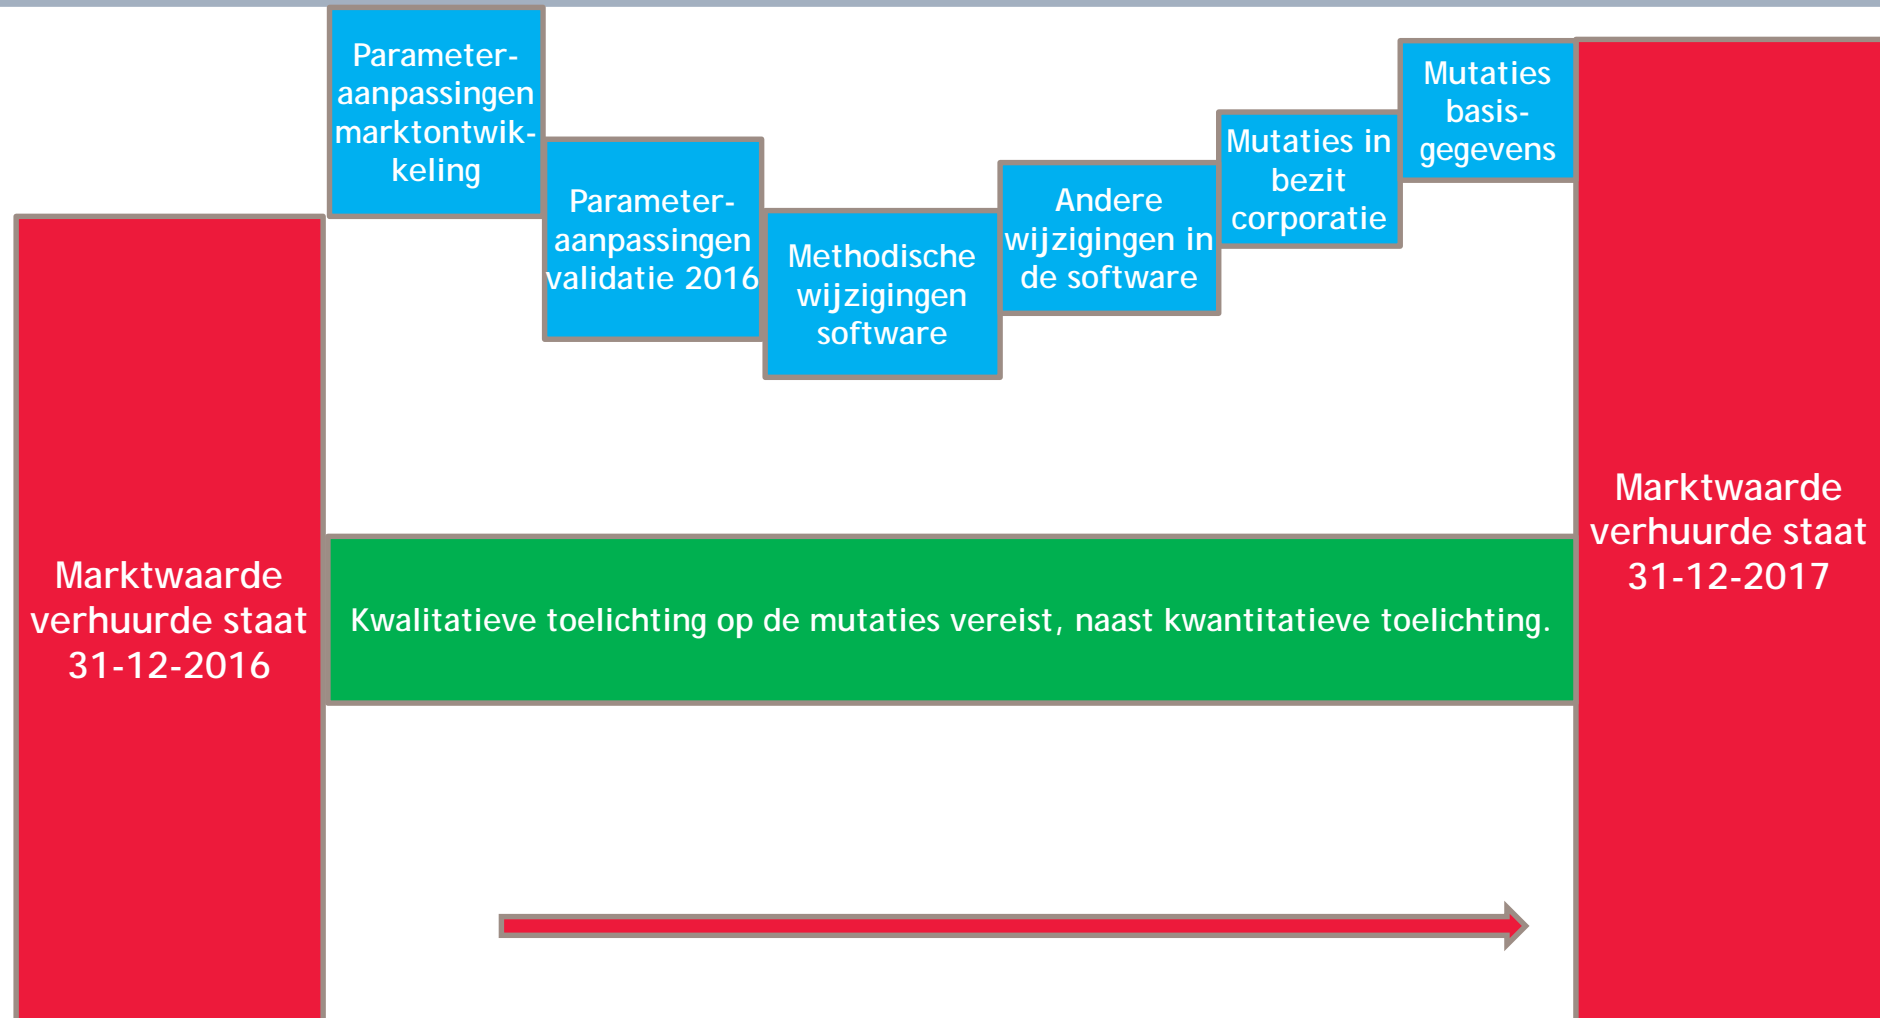 Parameter-
aanpassingen
marktontwik-
keling
Parameter-
aanpassingen
validatie 2016
Methodische
wijzigingen
software
Andere
wijzigingen in
de software
Mutaties in
bezit
corporatie
Mutaties
basis-
gegevens
Marktwaarde
verhuurde staat
31-12-2016
Kwalitatieve toelichting op de mutaties vereist, naast kwantitatieve toelichting.
Marktwaarde
verhuurde staat
31-12-2017